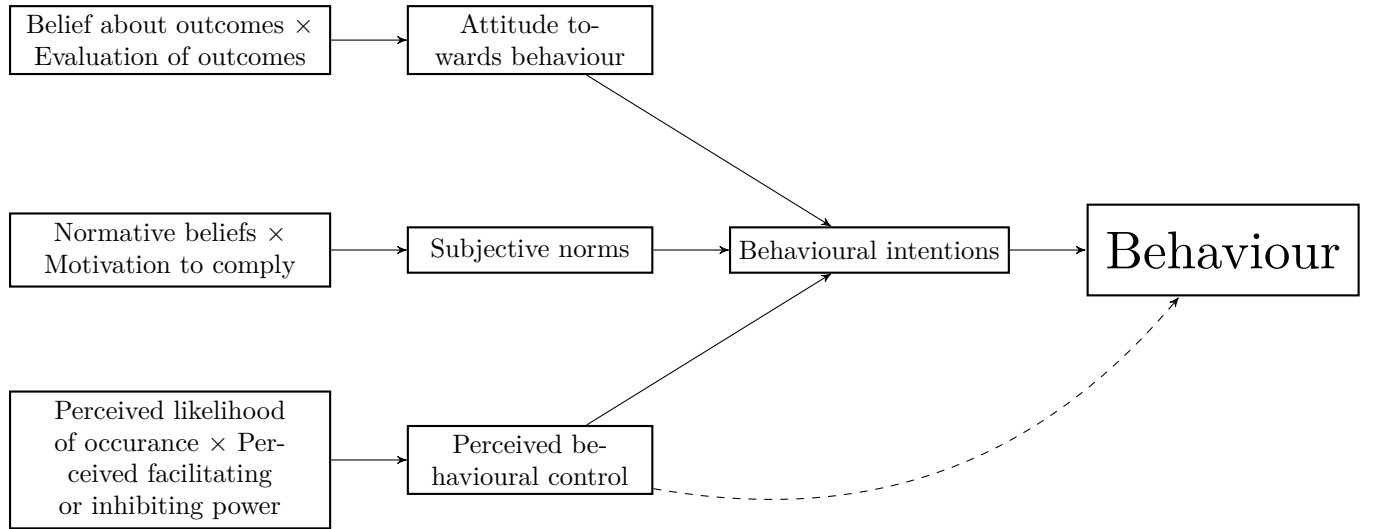 Belief about outcomes ×
Evaluation of outcomes
Attitude to-
wards behaviour
Normative beliefs ×
Motivation to comply
Subjective norms
Behavioural intentions
Behaviour
Perceived likelihood
of occurance × Per-
ceived facilitating
or inhibiting power
Perceived be-
havioural control